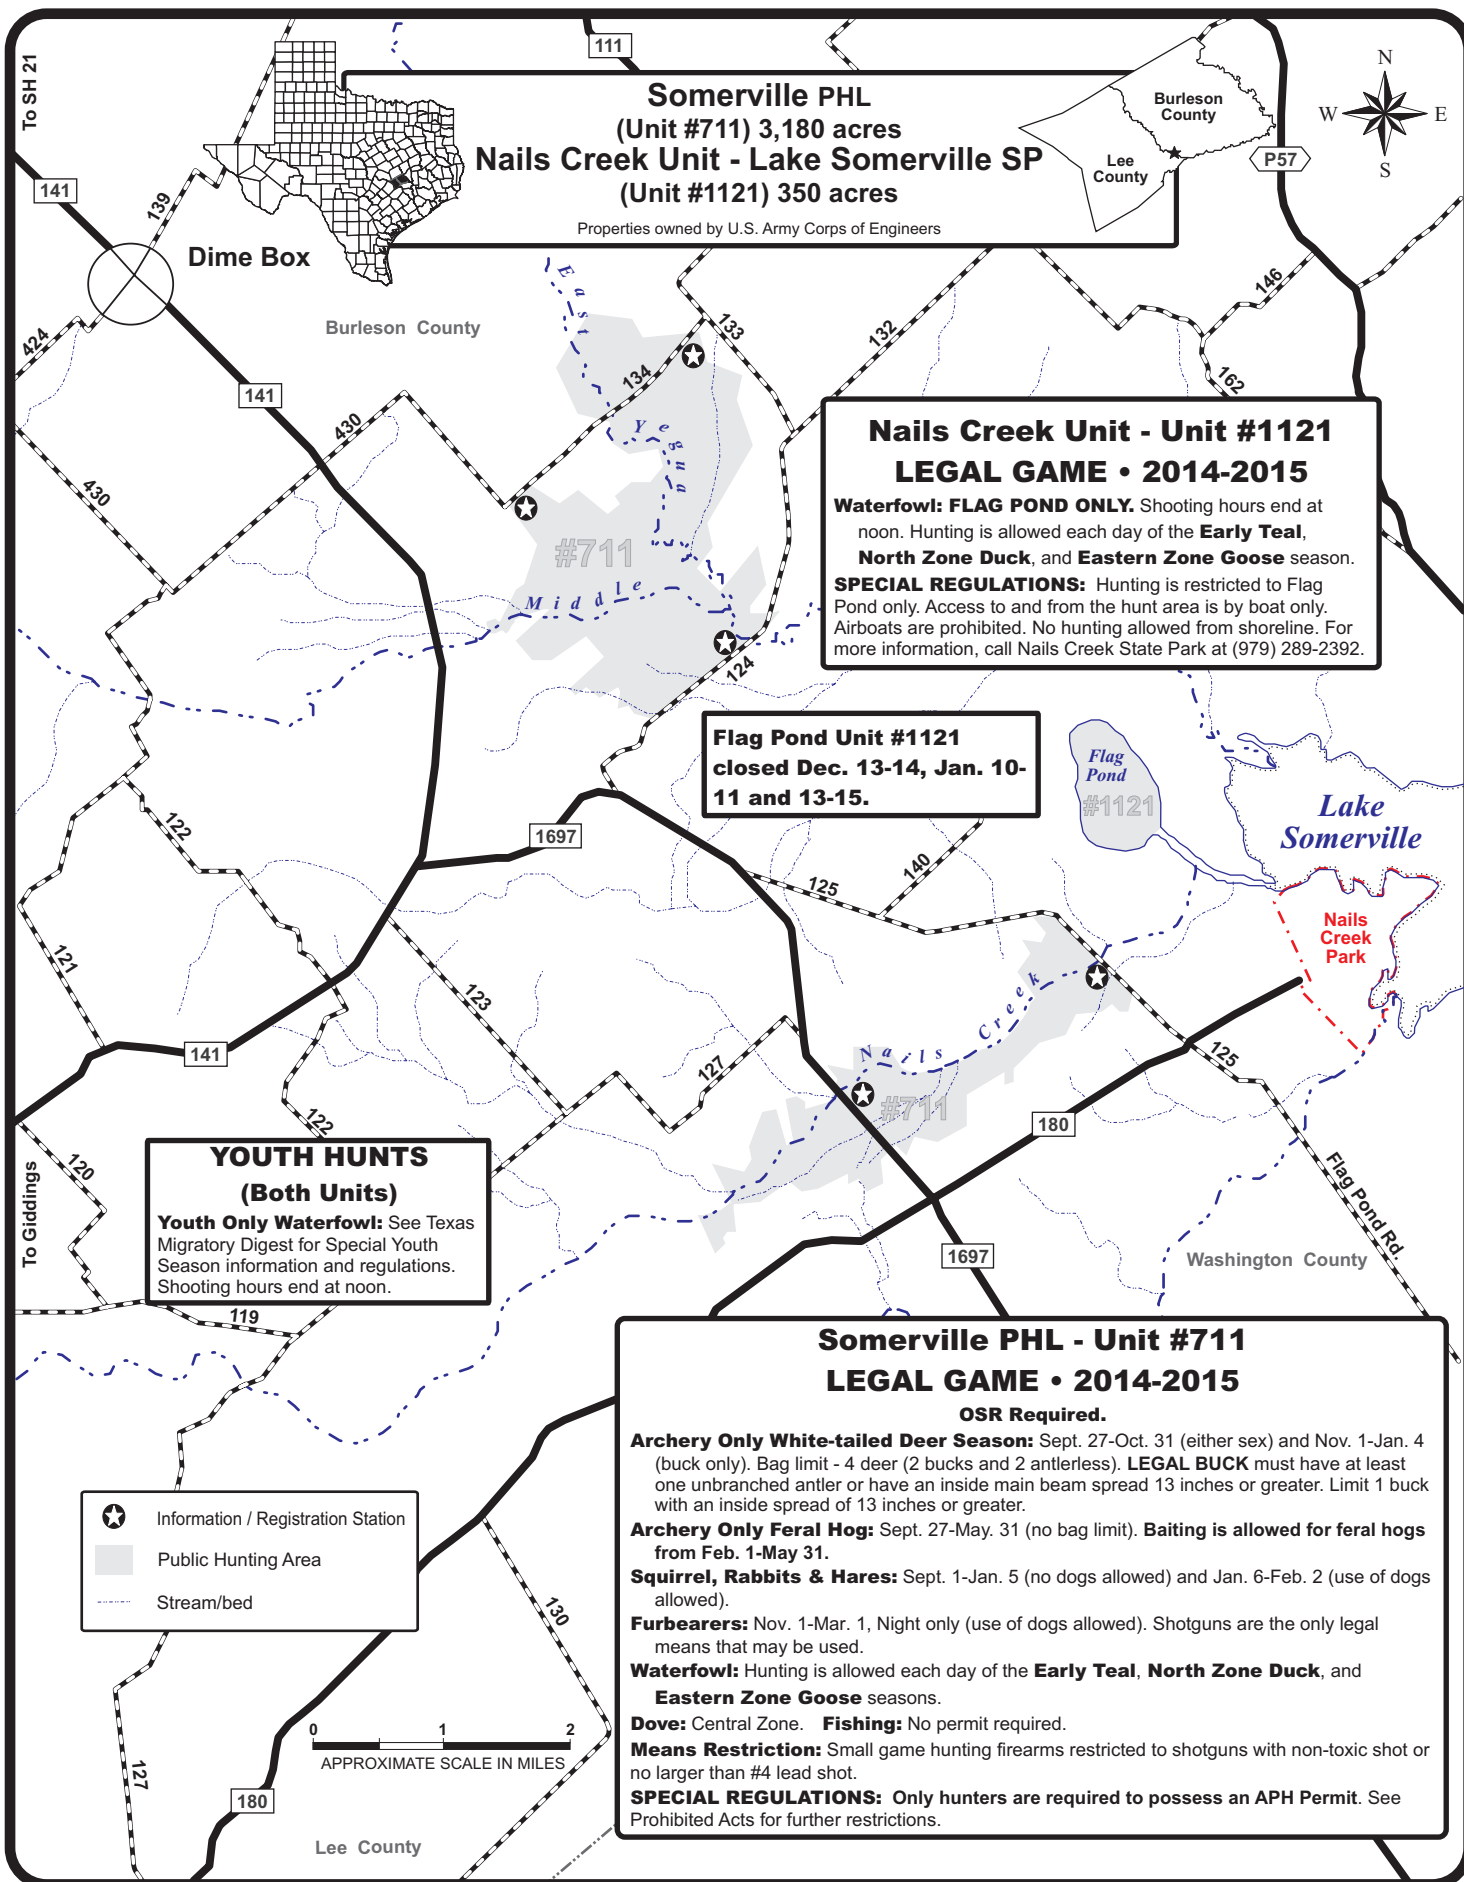 To SH 21
111
Somerville PHL
(Unit #711) 3,180 acres
Nails Creek Unit - Lake Somerville SP
(Unit #1121) 350 acres
Properties owned by U.S. Army Corps of Engineers
Burleson
County
Lee
County
P57
N
W
E
S
141
139
Dime Box
424
Burleson County
East
Yegua
133
134
132
146
162
141
430
430
#711
Middle
124
Nails Creek Unit - Unit #1121
LEGAL GAME • 2014-2015
Waterfowl: FLAG POND ONLY. Shooting hours end at
noon. Hunting is allowed each day of the Early Teal,
North Zone Duck, and Eastern Zone Goose season.
SPECIAL REGULATIONS: Hunting is restricted to Flag
Pond only. Access to and from the hunt area is by boat only.
Airboats are prohibited. No hunting allowed from shoreline. For
more information, call Nails Creek State Park at (979) 289-2392.
Flag Pond Unit #1121
closed Dec. 13-14, Jan. 10-
11 and 13-15.
Flag
Pond
#1121
Lake
Somerville
Nails
Creek
Park
122
1697
125
140
121
123
141
127
Nails Creek
#711
125
180
122
120
To Giddings
YOUTH HUNTS
(Both Units)
Youth Only Waterfowl: See Texas
Migratory Digest for Special Youth
Season information and regulations.
Shooting hours end at noon.
119
1697
Flag Pond Rd.
Washington County
Somerville PHL - Unit #711
LEGAL GAME • 2014-2015
OSR Required.
Archery Only White-tailed Deer Season: Sept. 27-Oct. 31 (either sex) and Nov. 1-Jan. 4
(buck only). Bag limit - 4 deer (2 bucks and 2 antlerless). LEGAL BUCK must have at least
one unbranched antler or have an inside main beam spread 13 inches or greater. Limit 1 buck
with an inside spread of 13 inches or greater.
Archery Only Feral Hog: Sept. 27-May. 31 (no bag limit). Baiting is allowed for feral hogs
from Feb. 1-May 31.
Squirrel, Rabbits & Hares: Sept. 1-Jan. 5 (no dogs allowed) and Jan. 6-Feb. 2 (use of dogs
allowed).
Furbearers: Nov. 1-Mar. 1, Night only (use of dogs allowed). Shotguns are the only legal
means that may be used.
Waterfowl: Hunting is allowed each day of the Early Teal, North Zone Duck, and
Eastern Zone Goose seasons.
Dove: Central Zone. Fishing: No permit required.
Means Restriction: Small game hunting firearms restricted to shotguns with non-toxic shot or
no larger than #4 lead shot.
SPECIAL REGULATIONS: Only hunters are required to possess an APH Permit. See
Prohibited Acts for further restrictions.
Information / Registration Station
Public Hunting Area
Stream/bed
130
0 1 2
APPROXIMATE SCALE IN MILES
127
180
Lee County